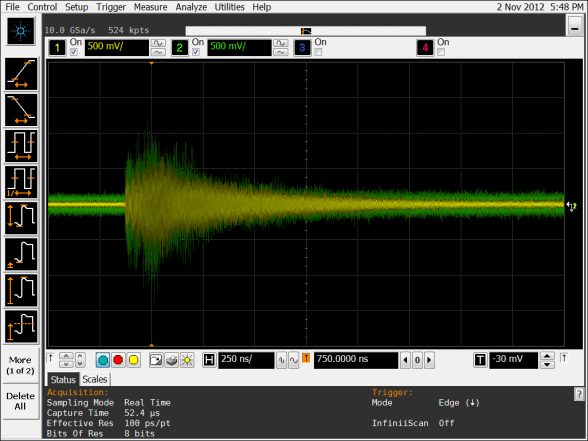 File Control Setup Trigger Measure Analyze Utilities Help 2 Nov 2012 5:48 PM
10.0 GSa/s 524 kpts
1 On 500 mV/ 2 On 500 mV/ 3 On 4 On
More
(1 of 2)
Delete
All
H 250 ns/ T 750.0000 ns 0 T -30 mV
Status Scales
Acquisition: Trigger: ?
Sampling Mode Real Time Mode Edge (↓)
Capture Time 52.4 µs
Effective Res 100 ps/pt InfiniiScan Off
Bits Of Res 8 bits